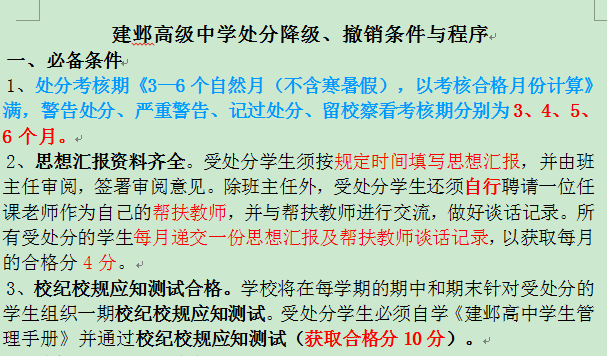 建邺高级中学处分降级、撤销条件与程序
一、必备条件
1、处分考核期《3—6个自然月（不含寒暑假），以考核合格月份计算》
满，警告处分、严重警告、记过处分、留校察看考核期分别为3、4、5、
6个月。
2、思想汇报资料齐全。受处分学生须按规定时间填写思想汇报，并由班
主任审阅，签署审阅意见。除班主任外，受处分学生还须自行聘请一位任
课老师作为自己的帮扶教师，并与帮扶教师进行交流，做好谈话记录。所
有受处分的学生每月递交一份思想汇报及帮扶教师谈话记录，以获取每月
的合格分4分。
3、校纪校规应知测试合格。学校将在每学期的期中和期末针对受处分的
学生组织一期校纪校规应知测试。受处分学生必须自学《建邺高中学生管
理手册》并通过校纪校规应知测试（获取合格分10分）。